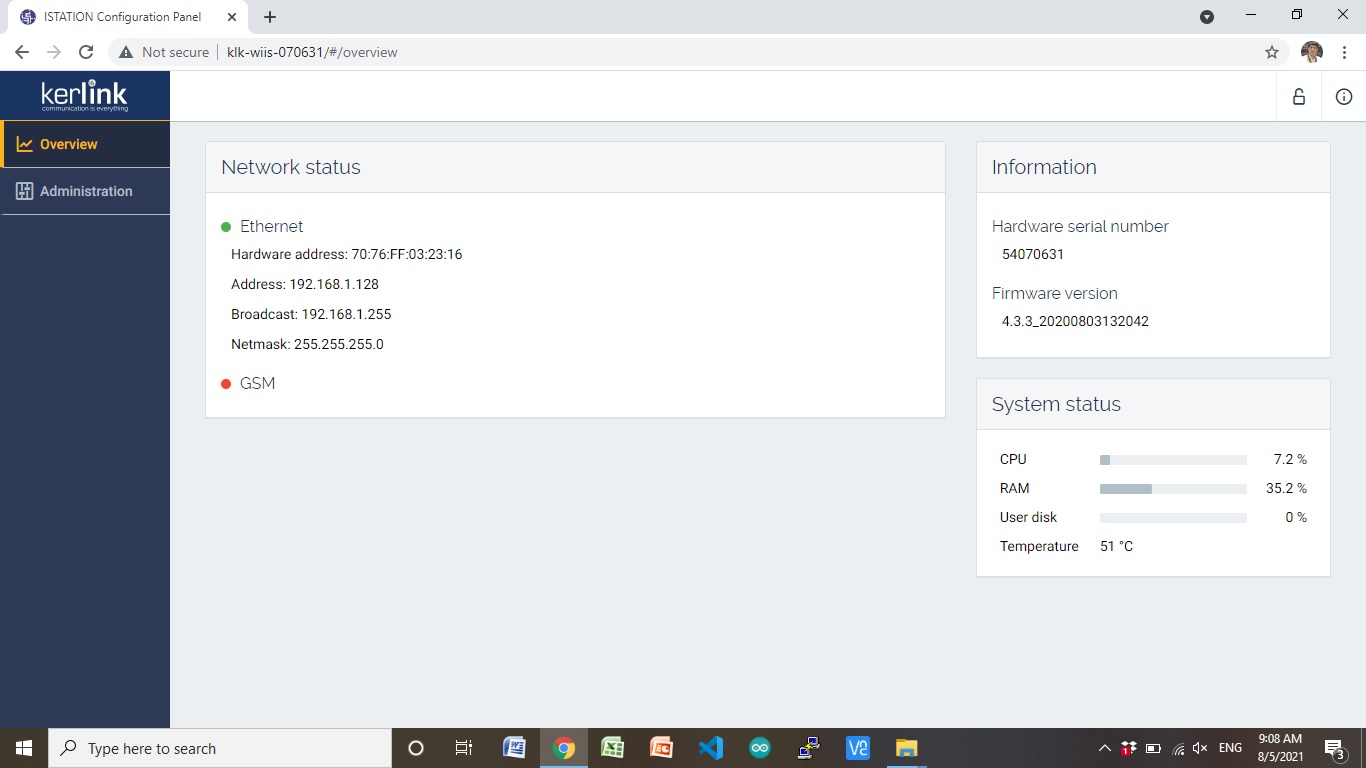 ISTATION Configuration Panel
Not secure
klk-wiis-070631/#/overview
kerlink
communication is everything
Overview
Administration
Network status
Ethernet
Hardware address: 70:76:FF:03:23:16
Address: 192.168.1.128
Broadcast: 192.168.1.255
Netmask: 255.255.255.0
GSM
Information
Hardware serial number
54070631
Firmware version
4.3.3_20200803132042
System status
CPU 7.2 %
RAM 35.2 %
User disk 0 %
Temperature 51 °C
Type here to search
ENG
9:08 AM
8/5/2021
3
1
V2